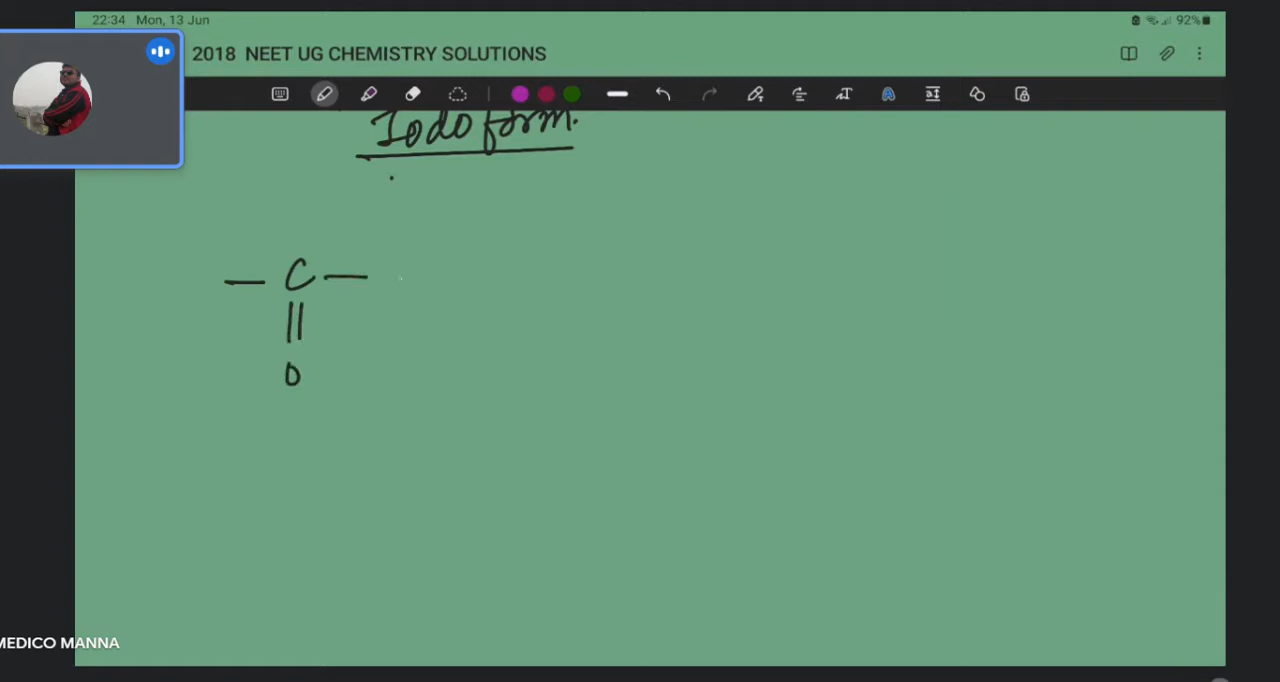 22:34 Mon, 13 Jun
92%
2018 NEET UG CHEMISTRY SOLUTIONS
Iodoform.
— C —
||
O
MEDICO MANNA